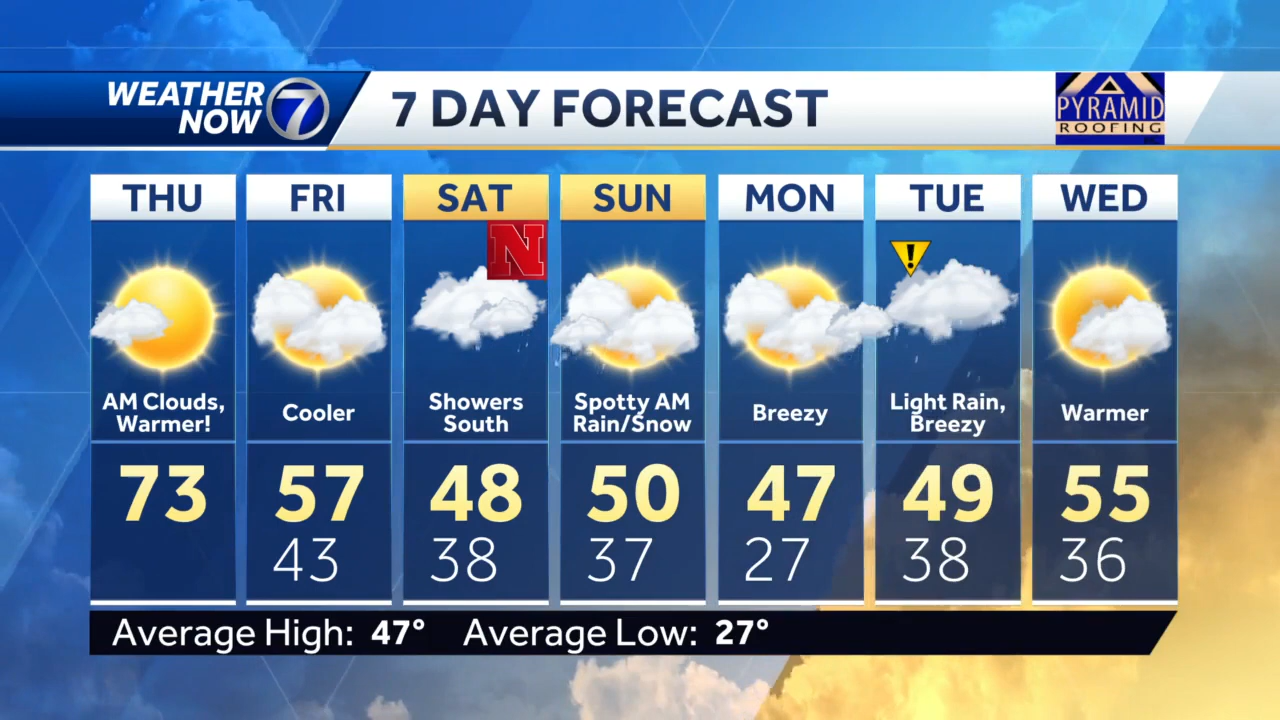 WEATHER
NOW 7
7 DAY FORECAST
PYRAMID
ROOFING
THU FRI SAT SUN MON TUE WED
N
!
AM Clouds,
Warmer!
Cooler
Showers
South
Spotty AM
Rain/Snow
Breezy
Light Rain,
Breezy
Warmer
73 57 48 50 47 49 55
43 38 37 27 38 36
Average High: 47° Average Low: 27°